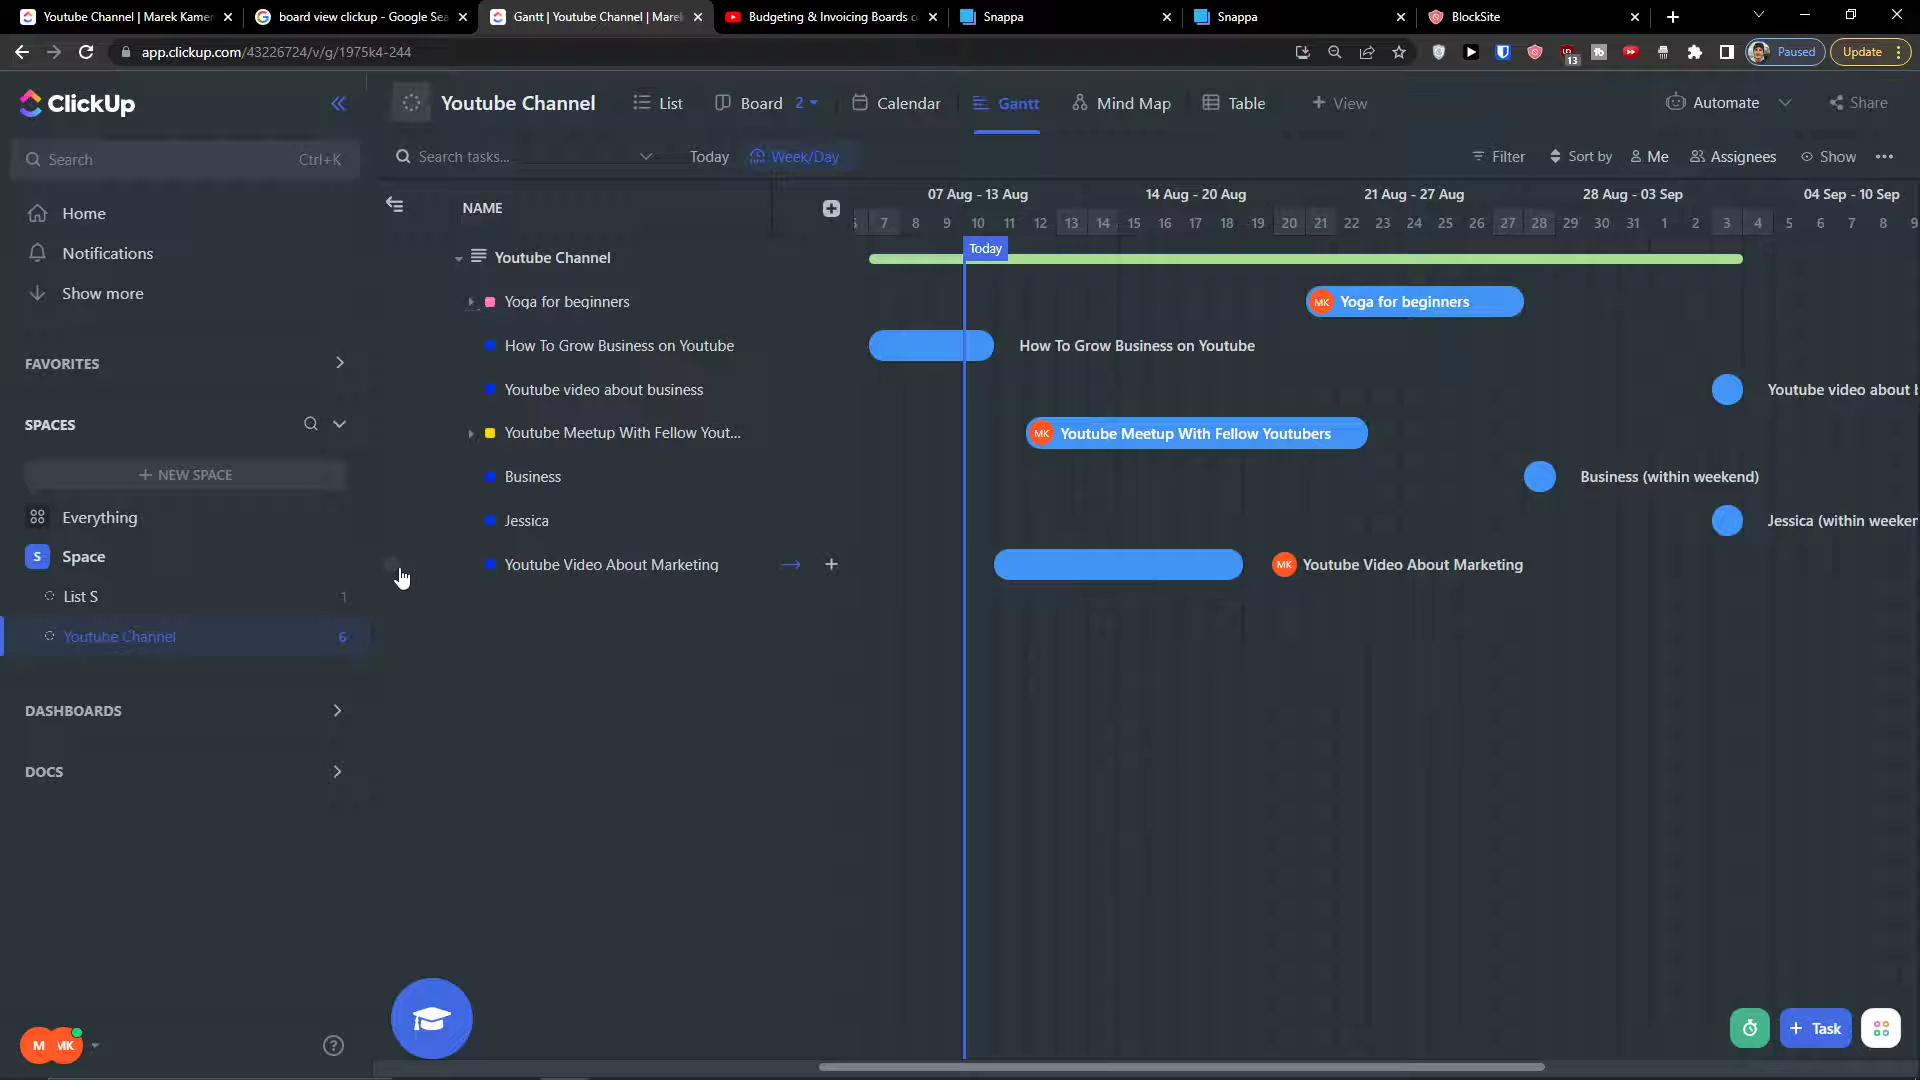 Youtube Channel | Marek Kamer
board view clickup - Google Sea
Gantt | Youtube Channel | Marek
Budgeting & Invoicing Boards o
Snappa
Snappa
BlockSite
app.clickup.com/43226724/v/g/1975k4-244
13
Paused
Update
ClickUp
Youtube Channel
List
Board 2
Calendar
Gantt
Mind Map
Table
+ View
Automate
Share
Search
Ctrl+K
Search tasks...
Today
Week/Day
Filter
Sort by
Me
Assignees
Show
Home
Notifications
Show more
FAVORITES
SPACES
+ NEW SPACE
Everything
S Space
List S 1
Youtube Channel 6
DASHBOARDS
DOCS
M MK
?
NAME
07 Aug - 13 Aug
14 Aug - 20 Aug
21 Aug - 27 Aug
28 Aug - 03 Sep
04 Sep - 10 Sep
7 8 9 10 11 12 13 14 15 16 17 18 19 20 21 22 23 24 25 26 27 28 29 30 31 1 2 3 4 5 6 7 8 9
Today
Youtube Channel
Yoga for beginners
MK Yoga for beginners
How To Grow Business on Youtube
How To Grow Business on Youtube
Youtube video about business
Youtube video about b
Youtube Meetup With Fellow Yout...
MK Youtube Meetup With Fellow Youtubers
Business
Business (within weekend)
Jessica
Jessica (within weeken
Youtube Video About Marketing
MK Youtube Video About Marketing
+ Task